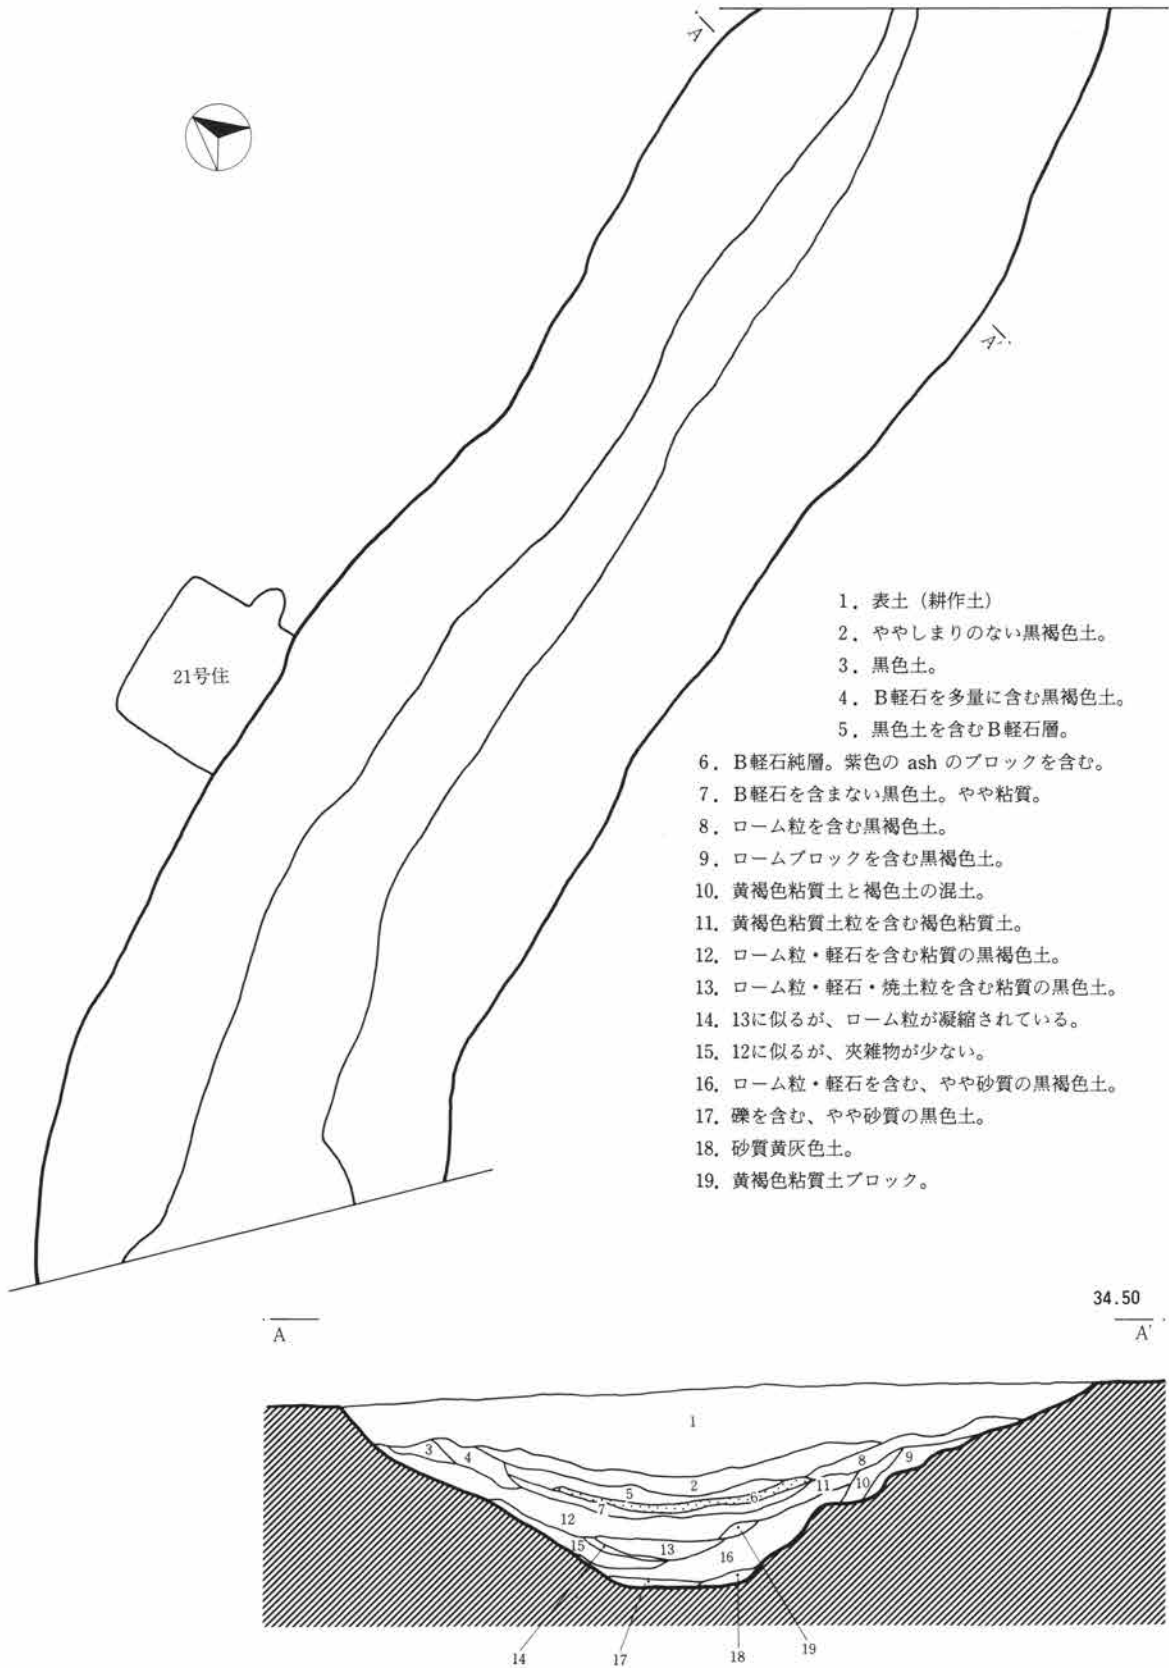 A
A'
21号住
1. 表土(耕作土)
2. ややしまりのない黒褐色土。
3. 黒色土。
4. B軽石を多量に含む黒褐色土。
5. 黒色土を含むB軽石層。
6. B軽石純層。紫色の ash のブロックを含む。
7. B軽石を含まない黒色土。やや粘質。
8. ローム粒を含む黒褐色土。
9. ロームブロックを含む黒褐色土。
10. 黄褐色粘質土と褐色土の混土。
11. 黄褐色粘質土粒を含む褐色粘質土。
12. ローム粒・軽石を含む粘質の黒褐色土。
13. ローム粒・軽石・焼土粒を含む粘質の黒色土。
14. 13に似るが、ローム粒が凝縮されている。
15. 12に似るが、夾雑物が少ない。
16. ローム粒・軽石を含む、やや砂質の黒褐色土。
17. 礫を含む、やや砂質の黒色土。
18. 砂質黄灰色土。
19. 黄褐色粘質土ブロック。
34.50
A
A'
1
3
4
8
9
2
5
6
11
10
7
12
13
15
16
14
17
18
19